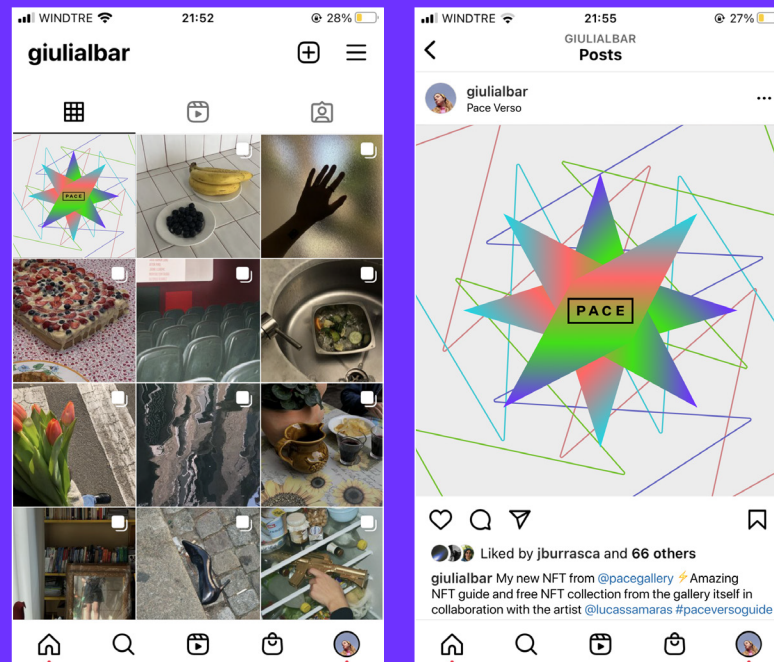 WINDTRE
21:52
28%
giulialbar
PACE
WINDTRE
21:55
27%
GIULIALBAR
Posts
giulialbar
Pace Verso
PACE
Liked by jburrasca and 66 others
giulialbar My new NFT from @pacegallery ⚡Amazing
NFT guide and free NFT collection from the gallery itself in
collaboration with the artist @lucassamaras #paceversoguide